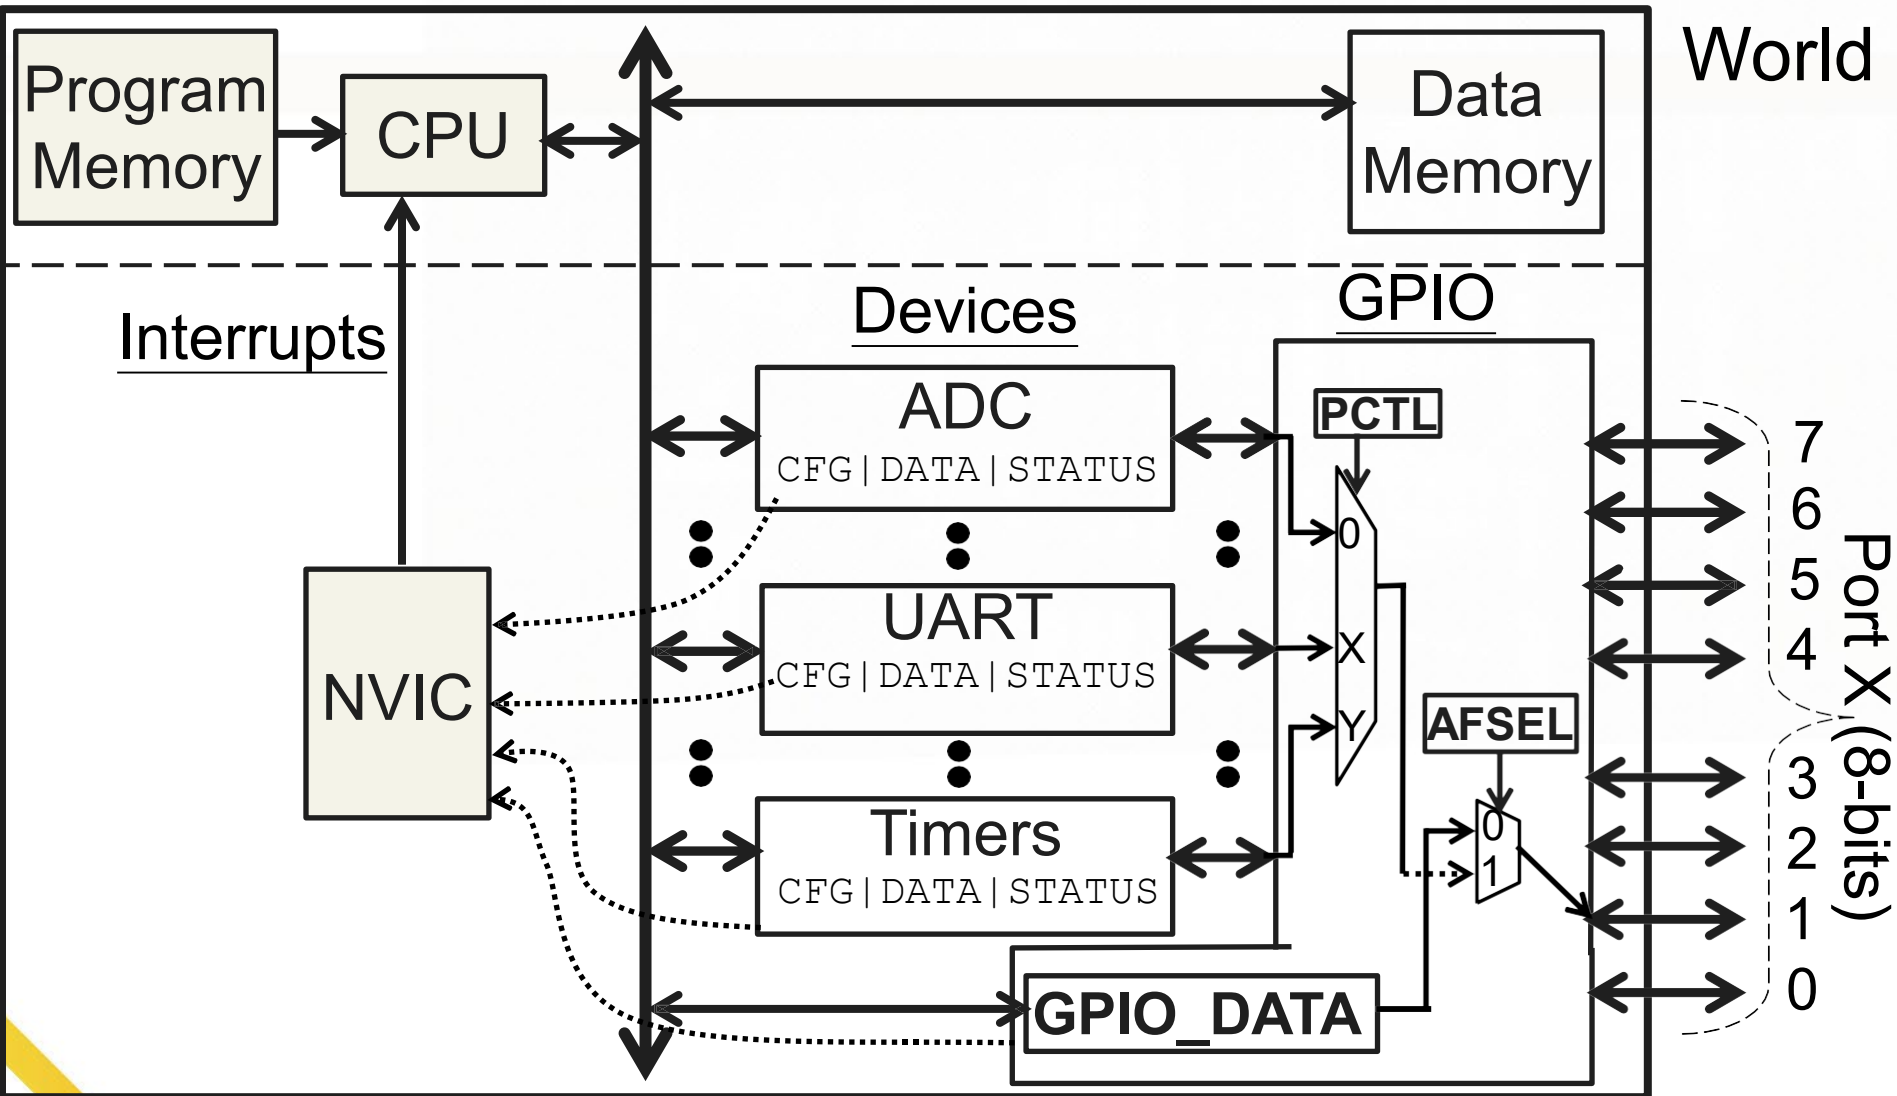 World
Program
Memory
CPU
Data
Memory
Interrupts
Devices
GPIO
ADC
CFG|DATA|STATUS
PCTL
0
X
Y
UART
CFG|DATA|STATUS
NVIC
AFSEL
0
1
Timers
CFG|DATA|STATUS
GPIO_DATA
7
6
5
4
3
2
1
0
Port X (8-bits)